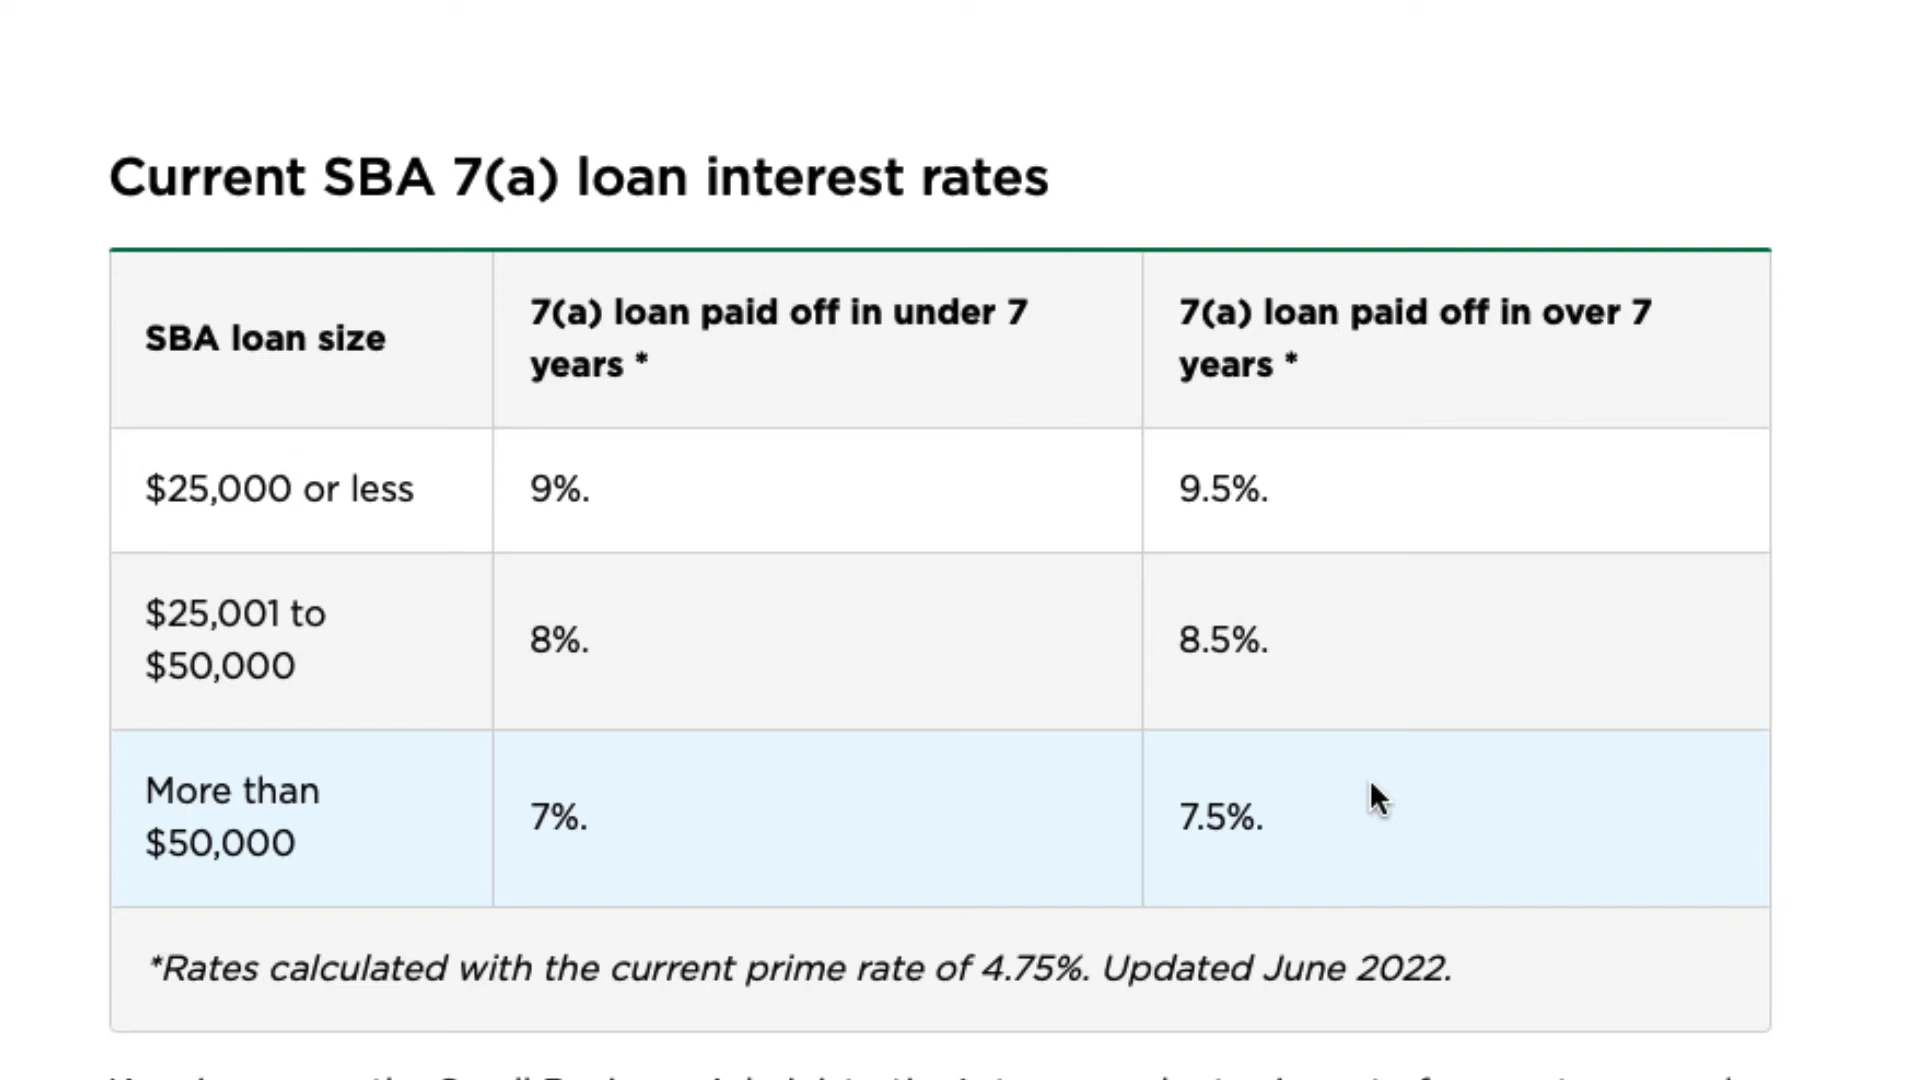 Current SBA 7(a) loan interest rates
SBA loan size
7(a) loan paid off in under 7
years *
7(a) loan paid off in over 7
years *
$25,000 or less
9%.
9.5%.
$25,001 to
$50,000
8%.
8.5%.
More than
$50,000
7%.
7.5%.
*Rates calculated with the current prime rate of 4.75%. Updated June 2022.